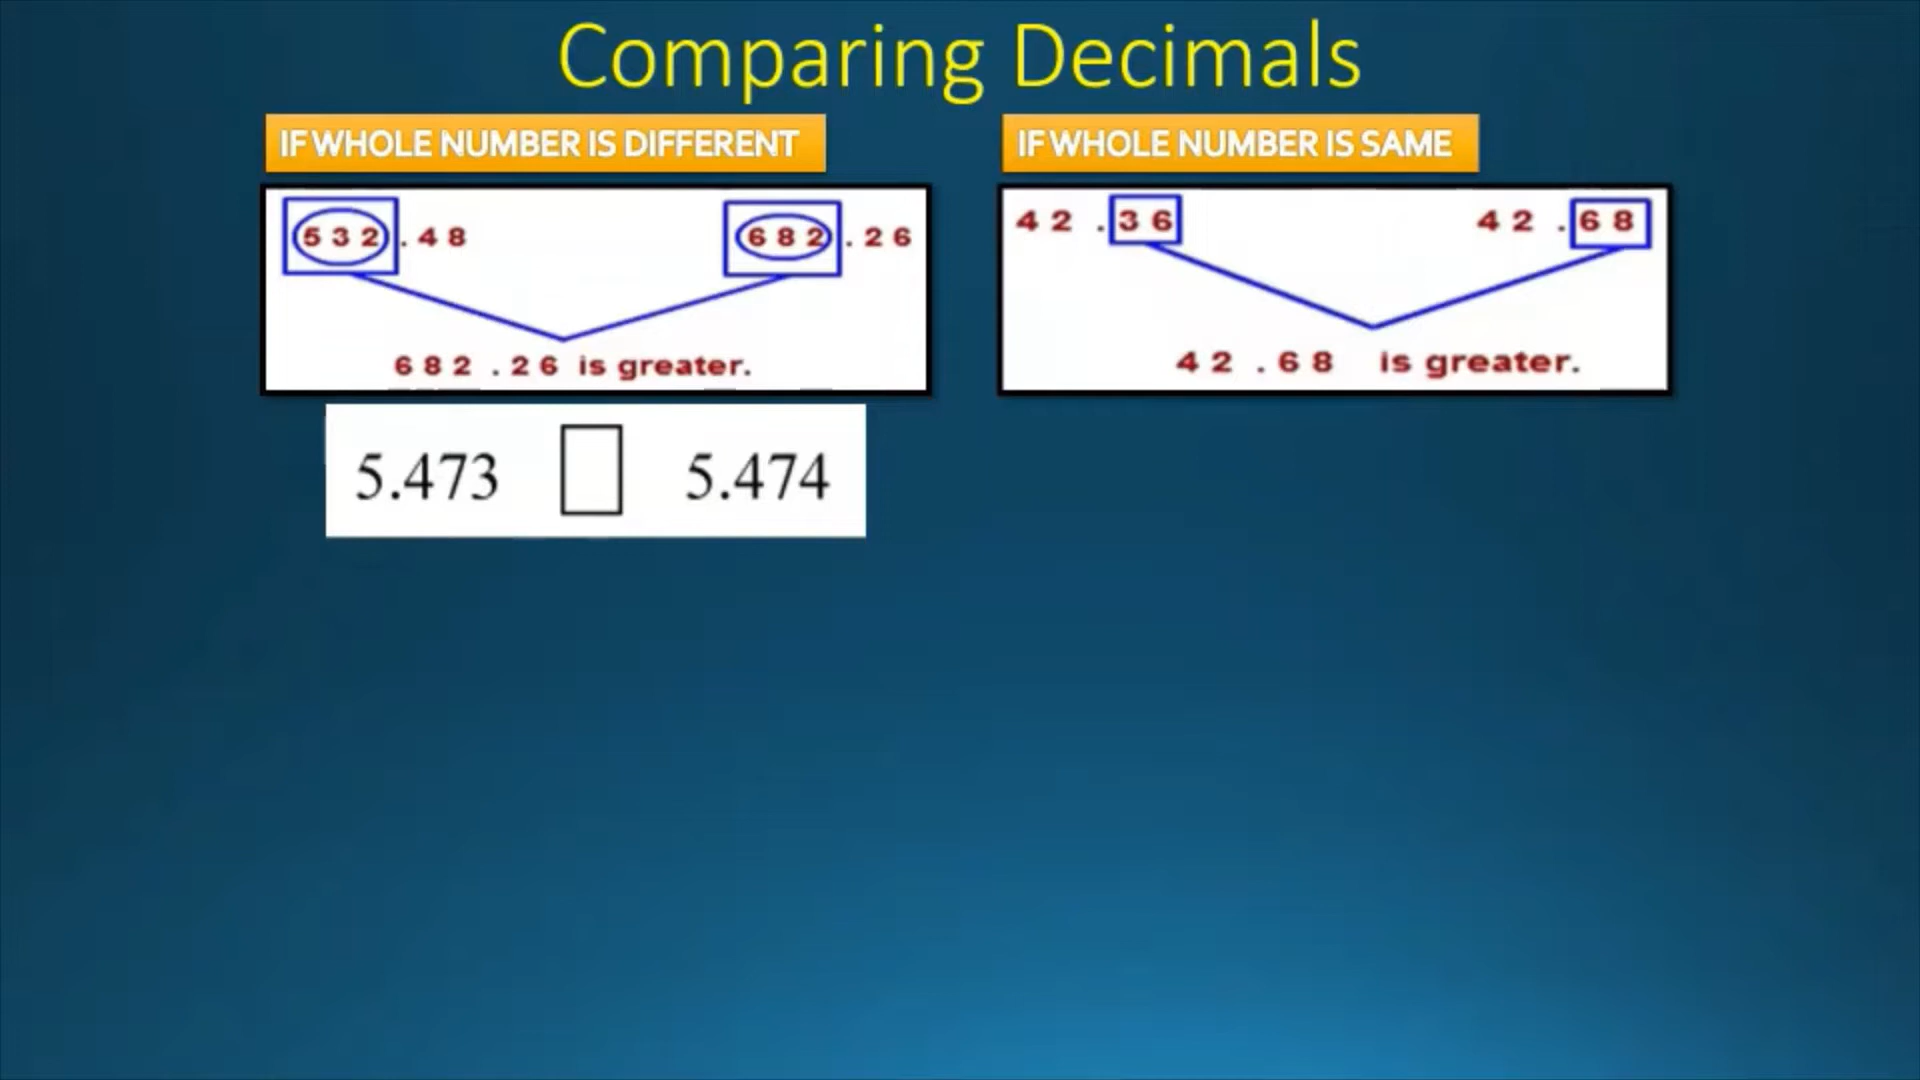 Comparing Decimals
IF WHOLE NUMBER IS DIFFERENT
532.48 682.26
682.26 is greater.
IF WHOLE NUMBER IS SAME
42.36 42.68
42.68 is greater.
5.473 □ 5.474